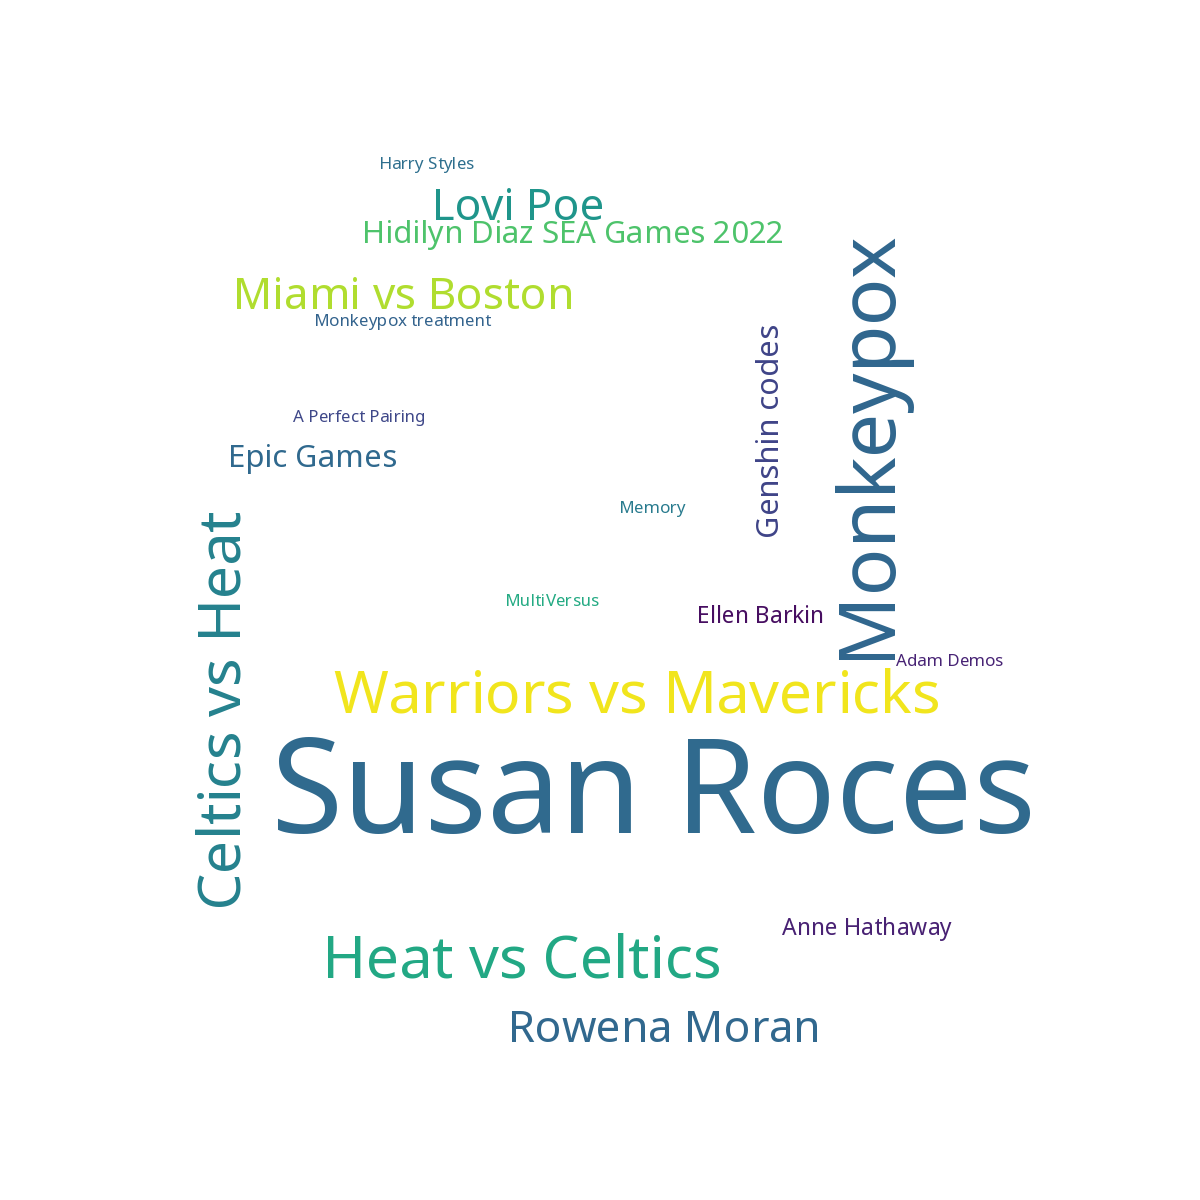 Harry Styles
Lovi Poe
Hidilyn Diaz SEA Games 2022
Miami vs Boston
Monkeypox treatment
Monkeypox
Genshin codes
A Perfect Pairing
Epic Games
Memory
Celtics vs Heat
MultiVersus
Ellen Barkin
Adam Demos
Warriors vs Mavericks
Susan Roces
Anne Hathaway
Heat vs Celtics
Rowena Moran